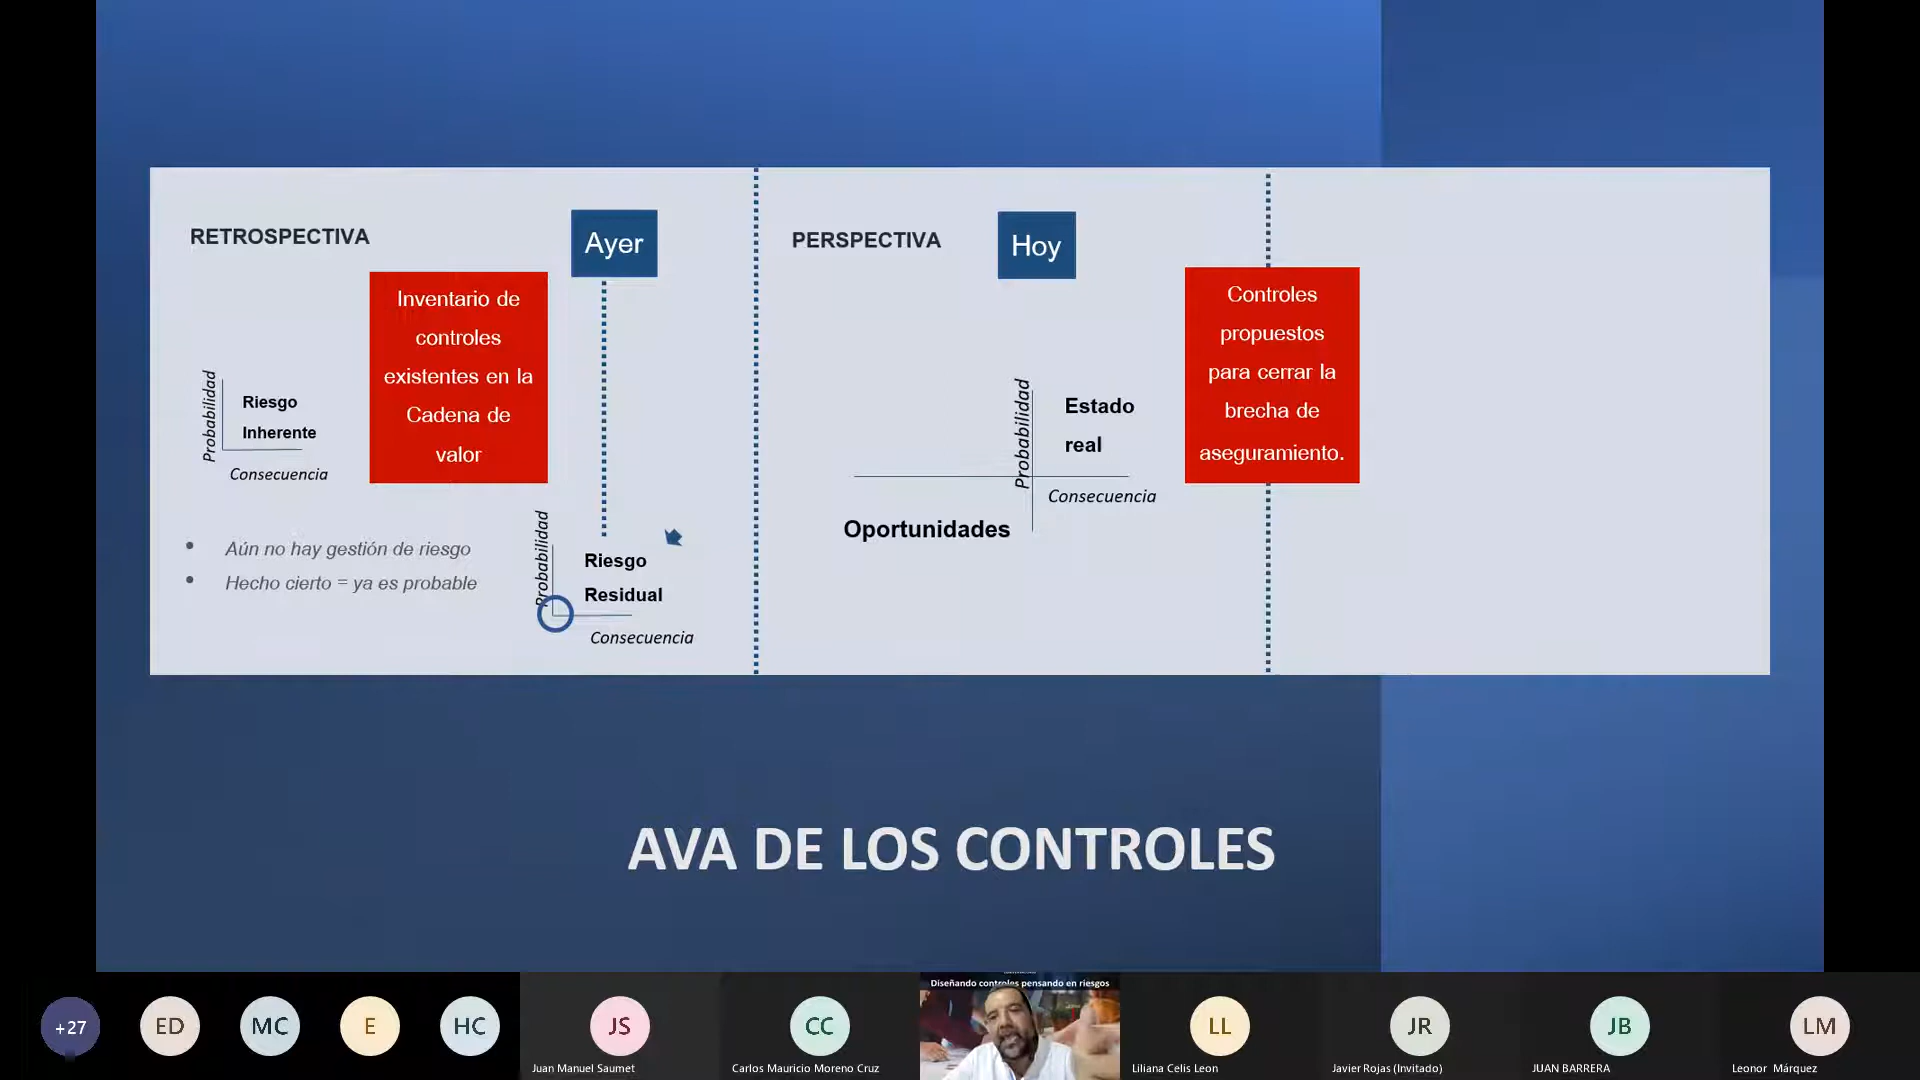 RETROSPECTIVA
Ayer
Inventario de
controles
existentes en la
Cadena de
valor
Probabilidad
Riesgo
Inherente
Consecuencia
• Aún no hay gestión de riesgo
• Hecho cierto = ya es probable
Probabilidad
Riesgo
Residual
Consecuencia
PERSPECTIVA
Hoy
Probabilidad
Estado
real
Consecuencia
Oportunidades
Controles
propuestos
para cerrar la
brecha de
aseguramiento.
AVA DE LOS CONTROLES
+27
ED
MC
E
HC
JS
Juan Manuel Saumet
CC
Carlos Mauricio Moreno Cruz
Diseñando controles pensando en riesgos
LL
Liliana Celis Leon
JR
Javier Rojas (Invitado)
JB
JUAN BARRERA
LM
Leonor Márquez